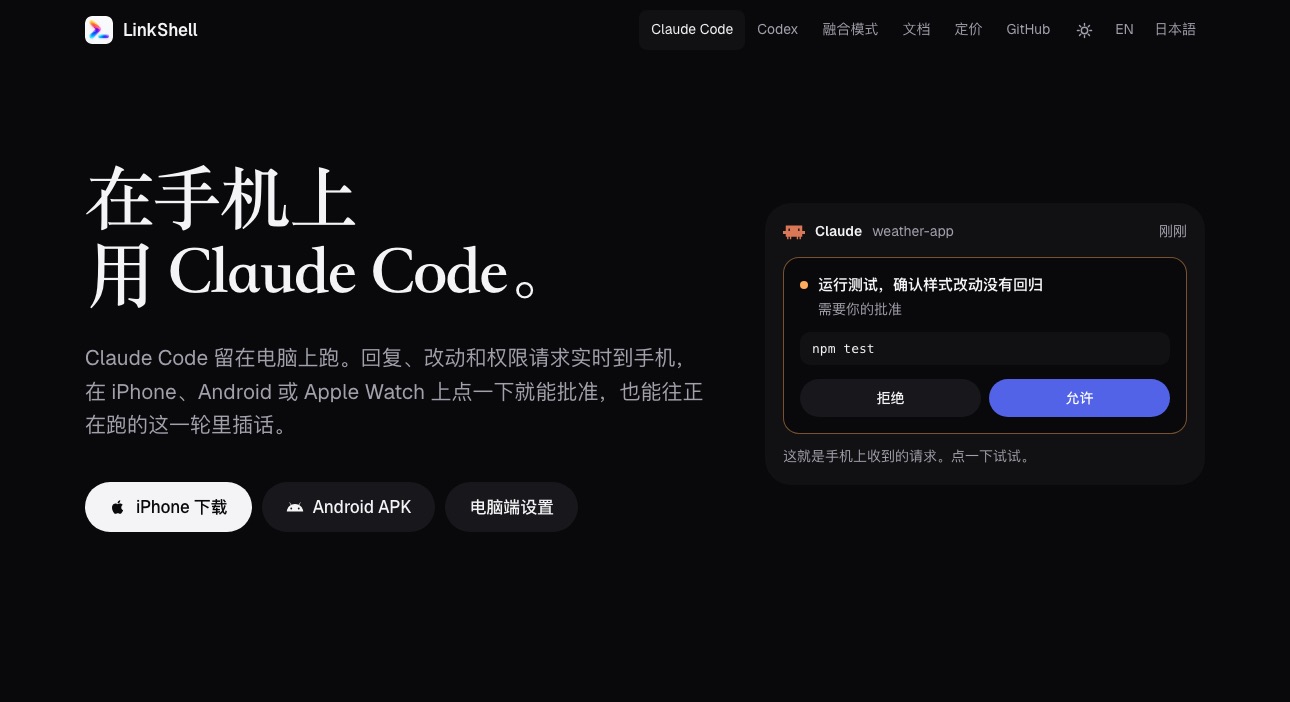 LinkShell
Claude Code
Codex
融合模式
文档
定价
GitHub
EN
日本語
在手机上
用 Claude Code。
Claude Code 留在电脑上跑。回复、改动和权限请求实时到手机，
在 iPhone、Android 或 Apple Watch 上点一下就能批准，也能往正
在跑的这一轮里插话。
iPhone 下载
Android APK
电脑端设置
Claude weather-app
刚刚
运行测试，确认样式改动没有回归
需要你的批准
npm test
拒绝
允许
这就是手机上收到的请求。点一下试试。